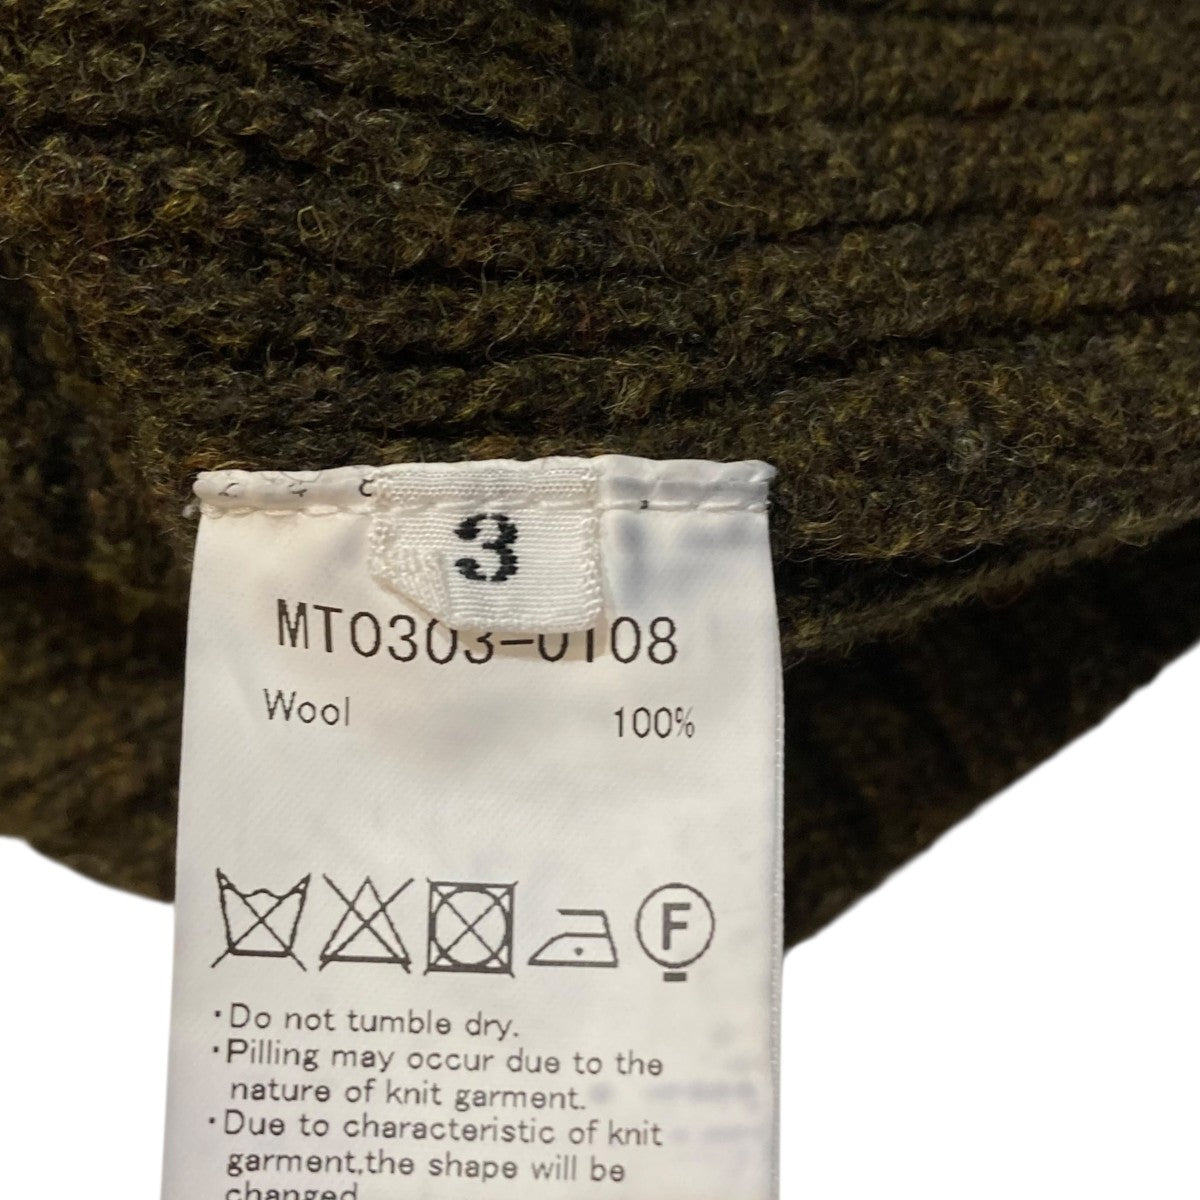 3
MT0303-0108
Wool 100%
F
・Do not tumble dry.
・Pilling may occur due to the
nature of knit garment.
・Due to characteristic of knit
garment,the shape will be
changed